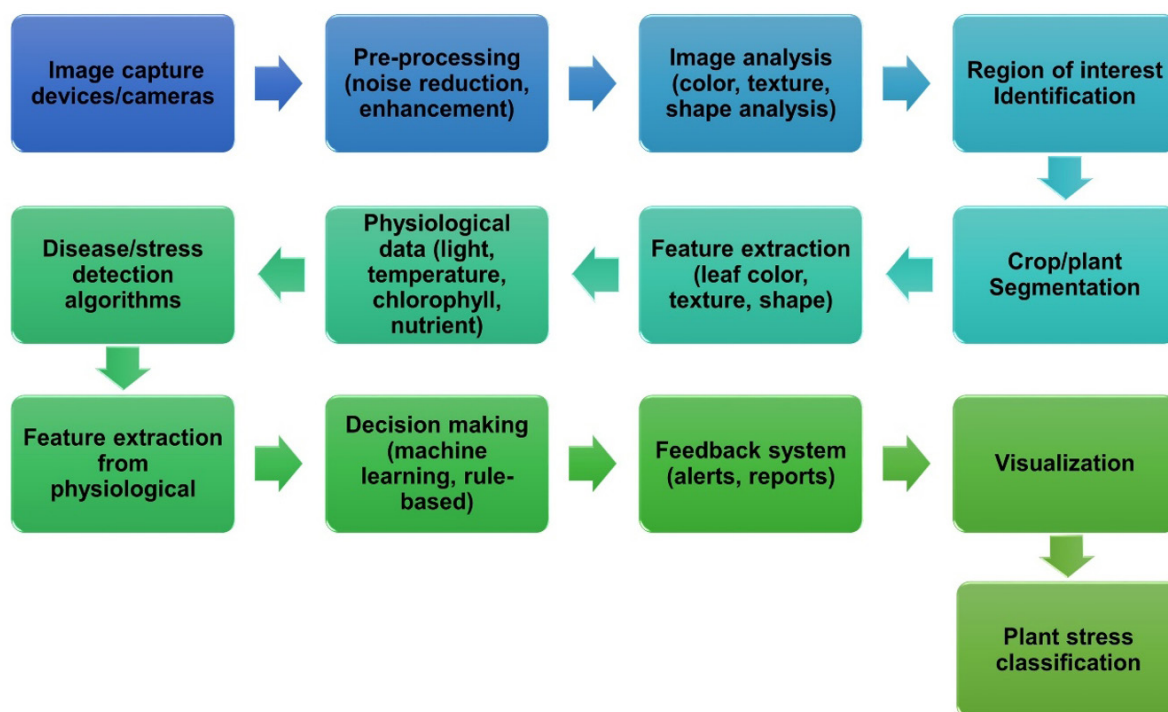 Image capture
devices/cameras
Pre-processing
(noise reduction,
enhancement)
Image analysis
(color, texture,
shape analysis)
Region of interest
Identification
Crop/plant
Segmentation
Feature extraction
(leaf color,
texture, shape)
Physiological
data (light,
temperature,
chlorophyll,
nutrient)
Disease/stress
detection
algorithms
Feature extraction
from
physiological
Decision making
(machine
learning, rule-
based)
Feedback system
(alerts, reports)
Visualization
Plant stress
classification